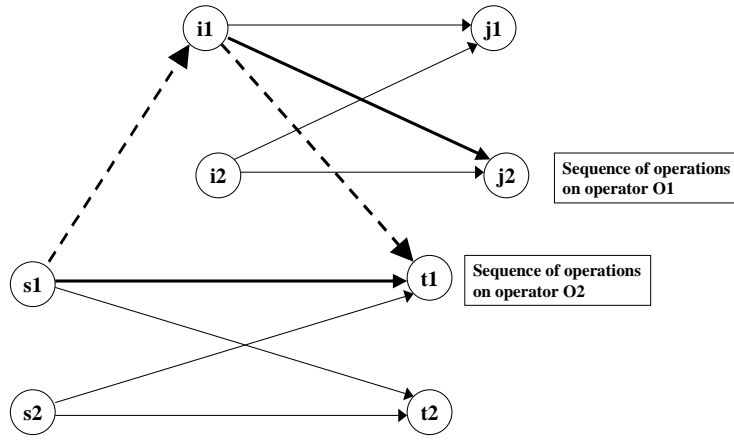 i1
j1
i2
j2
Sequence of operations
on operator O1
s1
t1
Sequence of operations
on operator O2
s2
t2